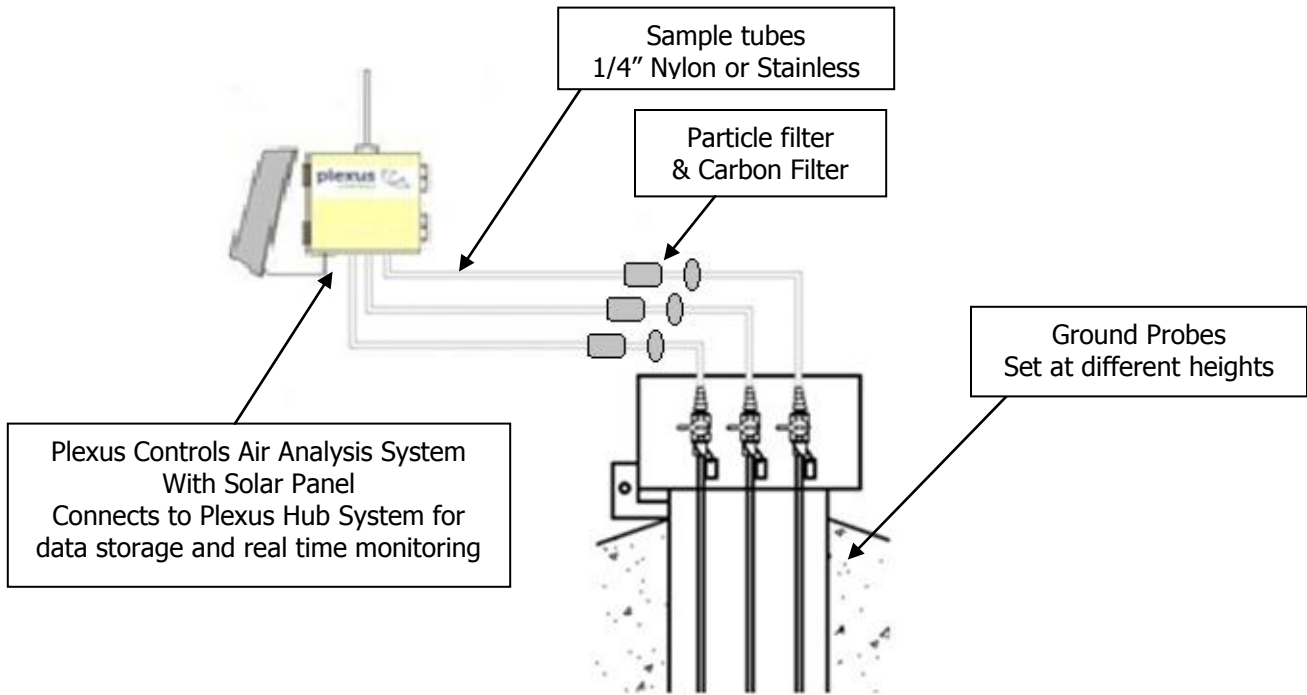 Sample tubes
1/4” Nylon or Stainless
Particle filter
& Carbon Filter
plexus
Ground Probes
Set at different heights
Plexus Controls Air Analysis System
With Solar Panel
Connects to Plexus Hub System for
data storage and real time monitoring